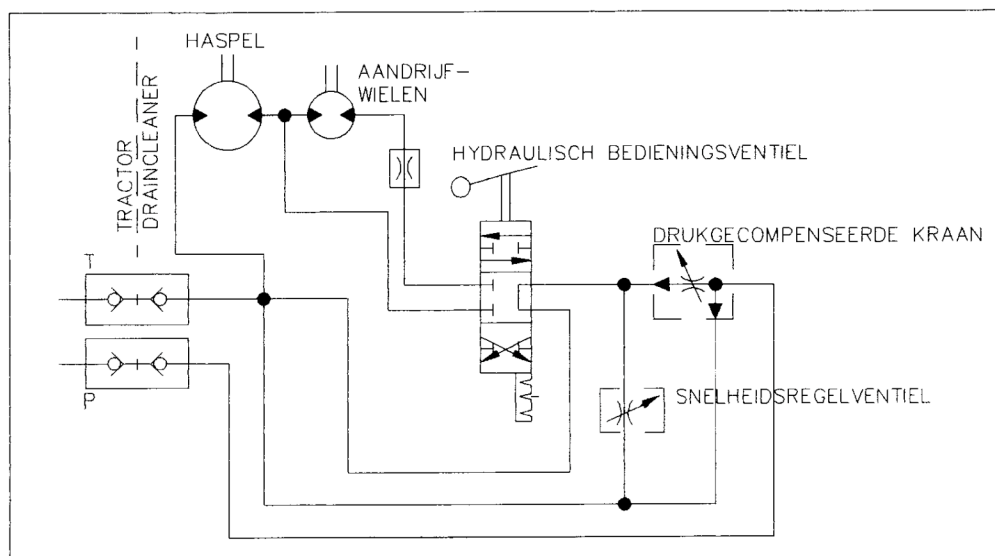 HASPEL
AANDRIJF-
WIELEN
TRACTOR
DRAINCLEANER
HYDRAULISCH BEDIENINGSVENTIEL
DRUKGECOMPENSEERDE KRAAN
T
P
SNELHEIDSREGELVENTIEL